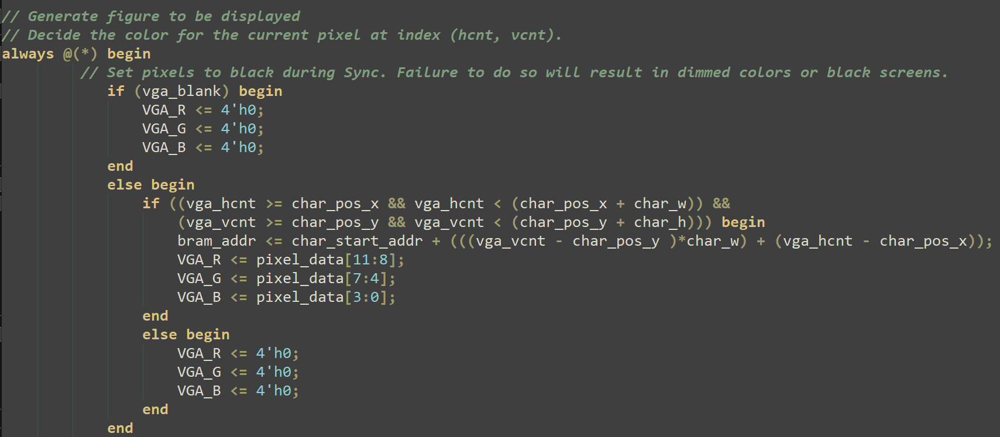 // Generate figure to be displayed
// Decide the color for the current pixel at index (hcnt, vcnt).
always @(*) begin
// Set pixels to black during Sync. Failure to do so will result in dimmed colors or black screens.
if (vga_blank) begin
VGA_R <= 4'h0;
VGA_G <= 4'h0;
VGA_B <= 4'h0;
end
else begin
if ((vga_hcnt >= char_pos_x && vga_hcnt < (char_pos_x + char_w)) &&
(vga_vcnt >= char_pos_y && vga_vcnt < (char_pos_y + char_h))) begin
bram_addr <= char_start_addr + (((vga_vcnt - char_pos_y )*char_w) + (vga_hcnt - char_pos_x));
VGA_R <= pixel_data[11:8];
VGA_G <= pixel_data[7:4];
VGA_B <= pixel_data[3:0];
end
else begin
VGA_R <= 4'h0;
VGA_G <= 4'h0;
VGA_B <= 4'h0;
end
end